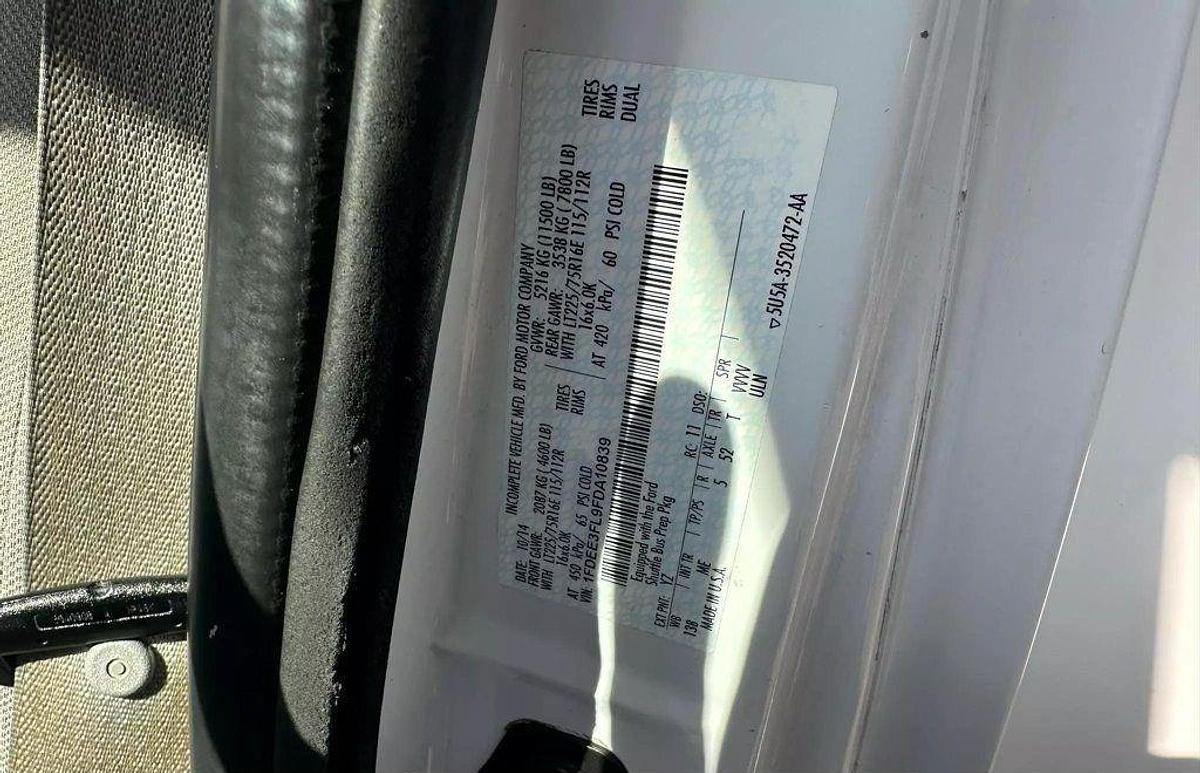 INCOMPLETE VEHICLE MFD. BY FORD MOTOR COMPANY
DATE: 10/14 GVWR: 5216 KG (11500 LB)
FRONT GAWR: 2087 KG (4600 LB) REAR GAWR: 3538 KG (7800 LB)
WITH LT225/75R16E 115/112R TIRES WITH LT225/75R16E 115/112R TIRES
16x6.0K RIMS 16x6.0K RIMS
AT 450 kPa/ 65 PSI COLD AT 420 kPa/ 60 PSI COLD DUAL
VIN: 1FDEE3FL9FDA10839
Equipped with the Ford
Shuttle Bus Prep Pkg
EXT PNT: YZ RC: 11 DSO:
WB INT TR TP/PS R AXLE TR SPR
138 ME 5 52 T VVVV
MADE IN U.S.A. ULN
▽5U5A-3520472-AA